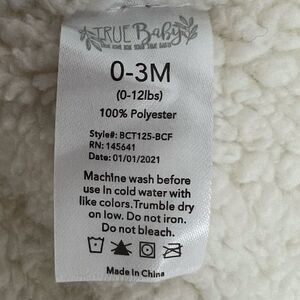 TRUE Baby
0-3M
(0-12lbs)
100% Polyester
Style#: BCT125-BCF
RN: 145641
Date: 01/01/2021
Machine wash before
use In cold water with
like colors.Trumble dry
on low. Do not iron.
Do not bleach.
Made in China